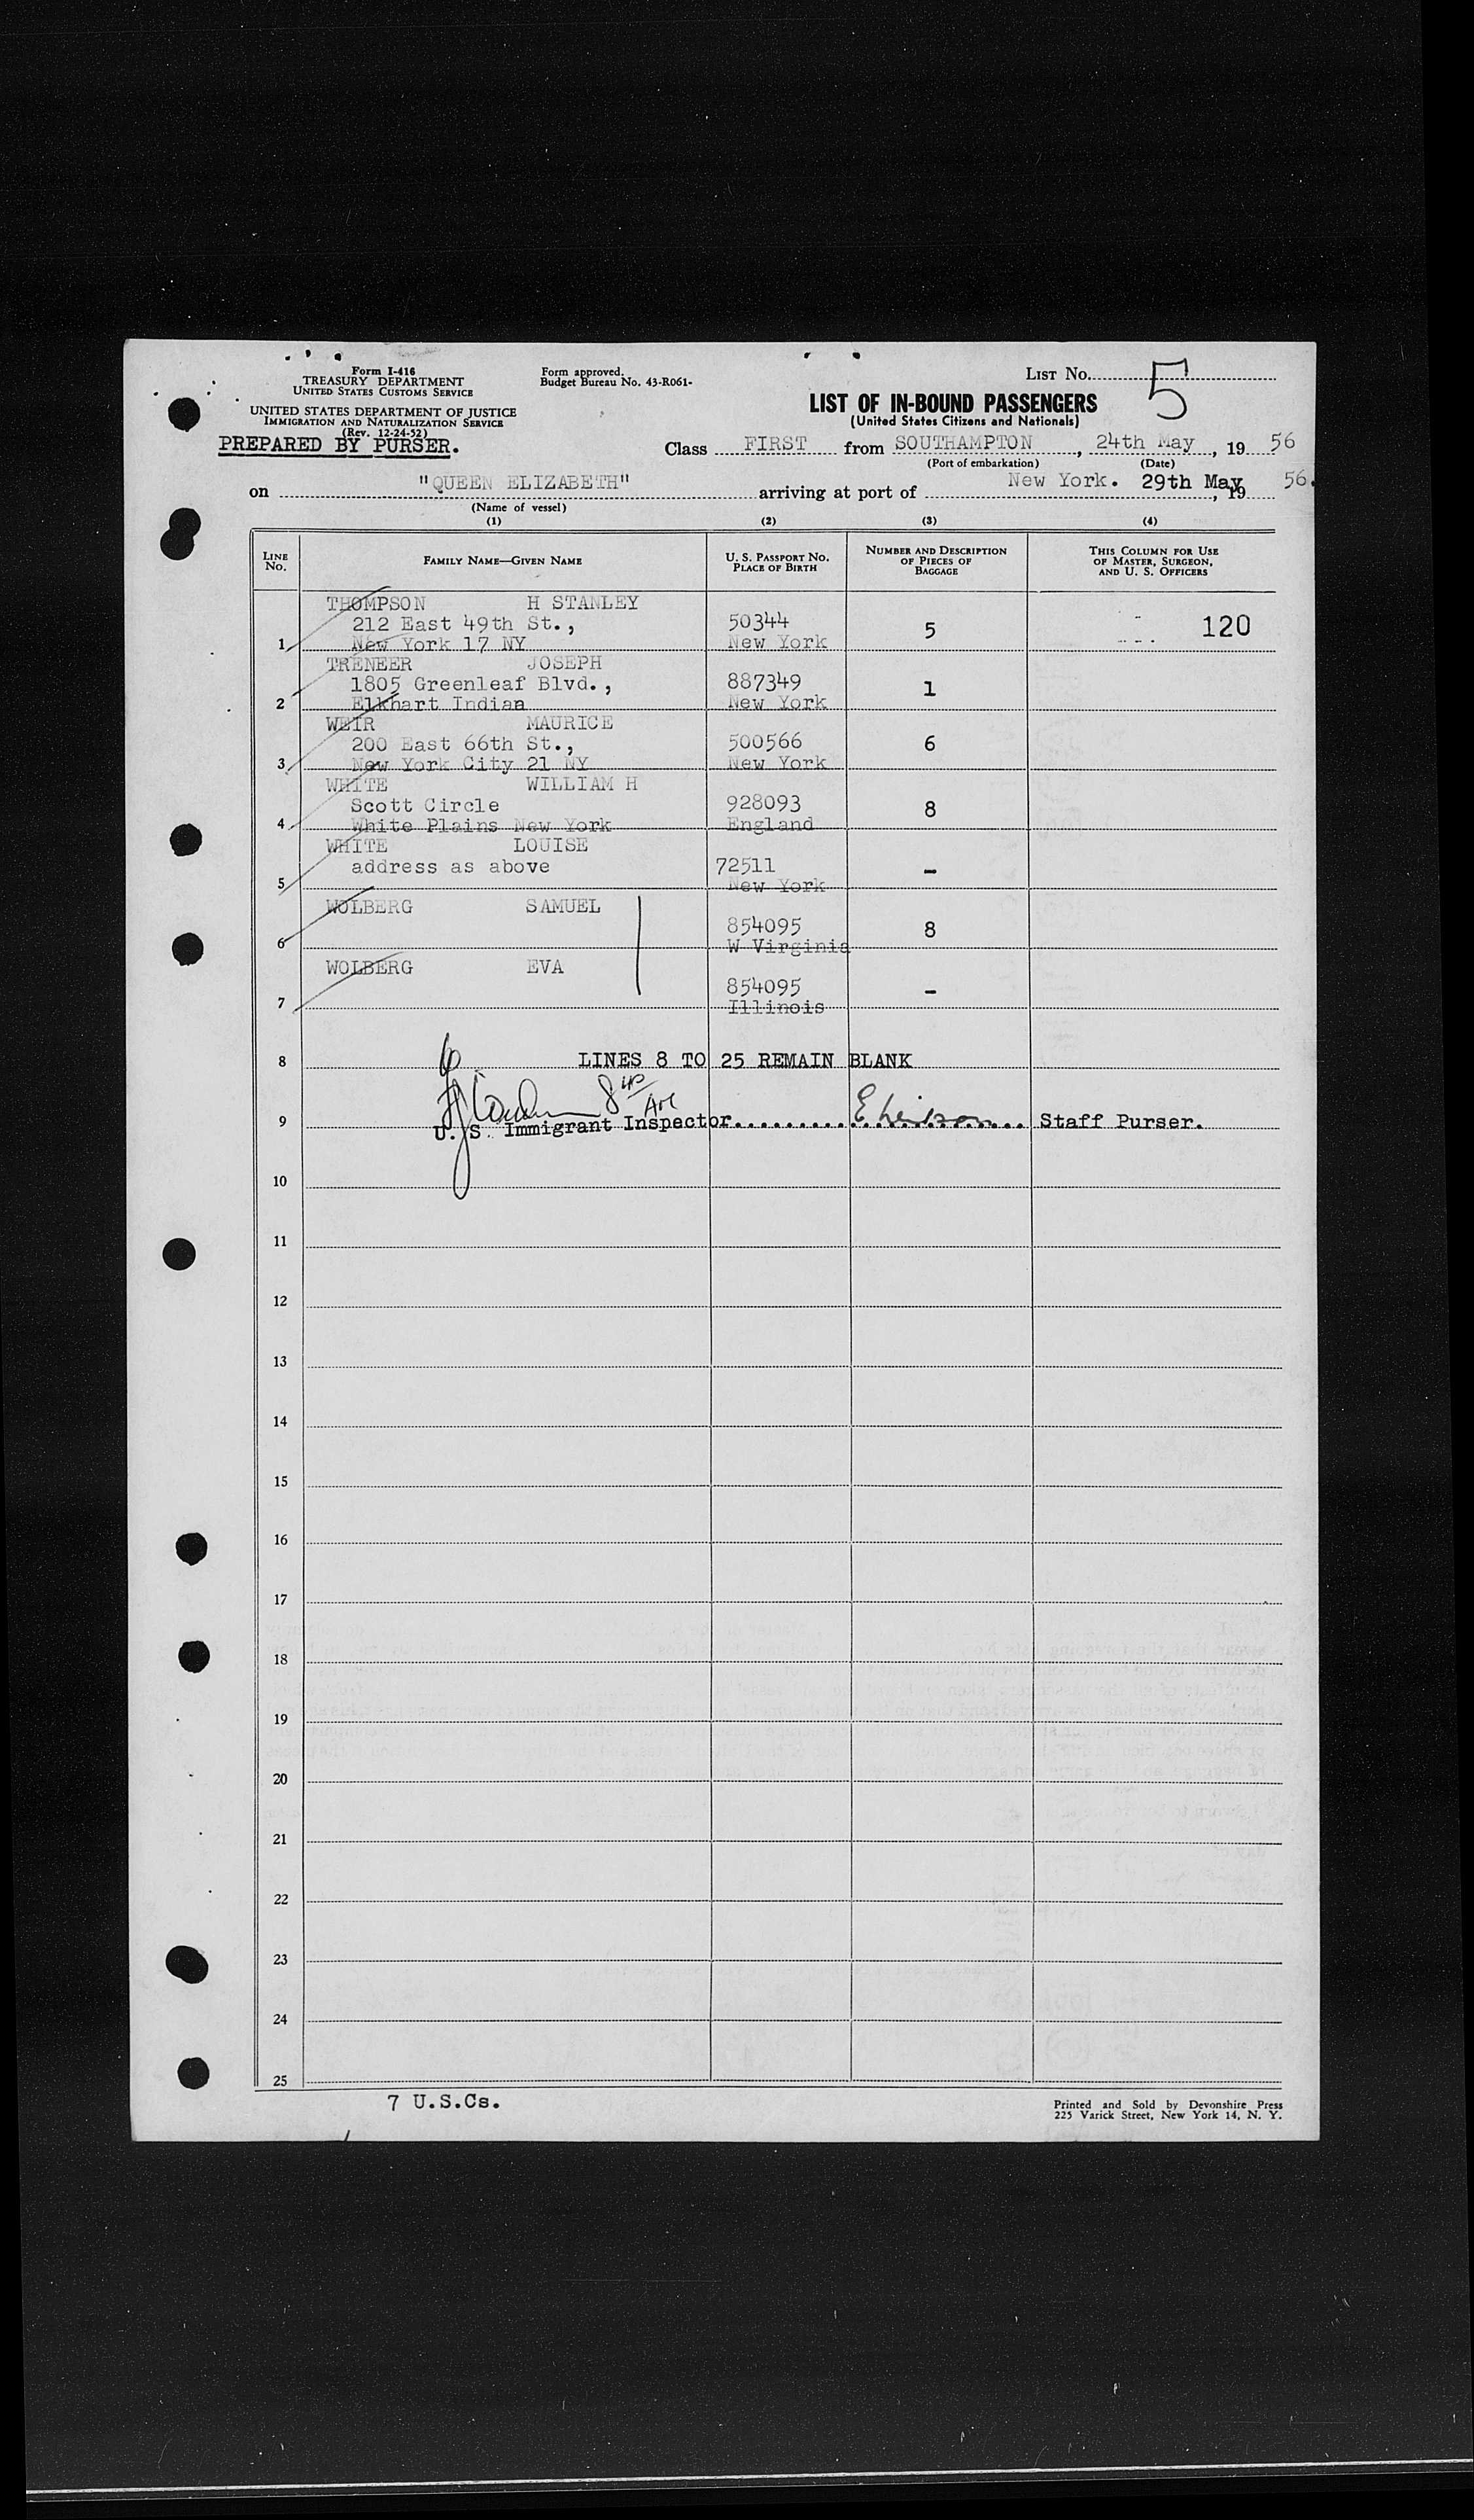 Form I-416
TREASURY DEPARTMENT
UNITED STATES CUSTOMS SERVICE
UNITED STATES DEPARTMENT OF JUSTICE
IMMIGRATION AND NATURALIZATION SERVICE
(Rev. 12-24-52)
PREPARED BY PURSER.
Form approved.
Budget Bureau No. 43-R061-
LIST No. 5
LIST OF IN-BOUND PASSENGERS
(United States Citizens and Nationals)
Class FIRST from SOUTHAMPTON, 24th May, 19 56
(Port of embarkation) (Date)
on "QUEEN ELIZABETH" arriving at port of New York. 29th May, 19 56.
(Name of vessel)
(1) (2) (3) (4)
LINE No. FAMILY NAME—GIVEN NAME U. S. PASSPORT NO. PLACE OF BIRTH NUMBER AND DESCRIPTION OF PIECES OF BAGGAGE THIS COLUMN FOR USE OF MASTER, SURGEON, AND U. S. OFFICERS
THOMPSON H STANLEY
212 East 49th St., 50344 5 120
1 New York 17 NY New York
TRENEER JOSEPH
1805 Greenleaf Blvd., 887349 1
2 Elkhart Indian New York
WEIR MAURICE
200 East 66th St., 500566 6
3 New York City 21 NY New York
WHITE WILLIAM H
Scott Circle 928093 8
4 White Plains New York England
WHITE LOUISE
address as above 72511 -
5 New York
WOLBERG SAMUEL
854095 8
6 W Virginia
WOLBERG EVA
854095 -
7 Illinois
8 LINES 8 TO 25 REMAIN BLANK
9 U. S. Immigrant Inspector.......... Staff Purser.
10
11
12
13
14
15
16
17
18
19
20
21
22
23
24
25
7 U.S.Cs.
Printed and Sold by Devonshire Press
225 Varick Street, New York 14, N. Y.